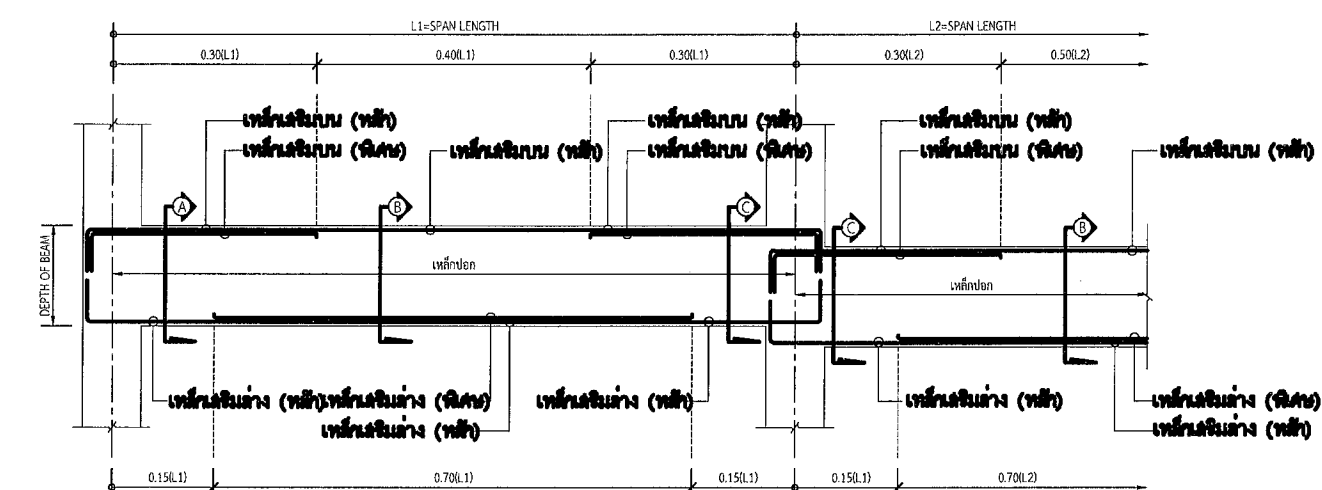 L1=SPAN LENGTH L2=SPAN LENGTH
0.30(L1) 0.40(L1) 0.30(L1) 0.30(L2) 0.50(L2)
เหล็กเสริมบน (หลัก) เหล็กเสริมบน (หลัก) เหล็กเสริมบน (หลัก)
เหล็กเสริมบน (พิเศษ) เหล็กเสริมบน (หลัก) เหล็กเสริมบน (พิเศษ) เหล็กเสริมบน (พิเศษ) เหล็กเสริมบน (หลัก)
A B C C B
DEPTH OF BEAM
เหล็กปลอก เหล็กปลอก
เหล็กเสริมล่าง (หลัก) เหล็กเสริมล่าง (พิเศษ) เหล็กเสริมล่าง (หลัก) เหล็กเสริมล่าง (หลัก) เหล็กเสริมล่าง (พิเศษ)
เหล็กเสริมล่าง (หลัก) เหล็กเสริมล่าง (หลัก)
0.15(L1) 0.70(L1) 0.15(L1) 0.15(L1) 0.70(L2)